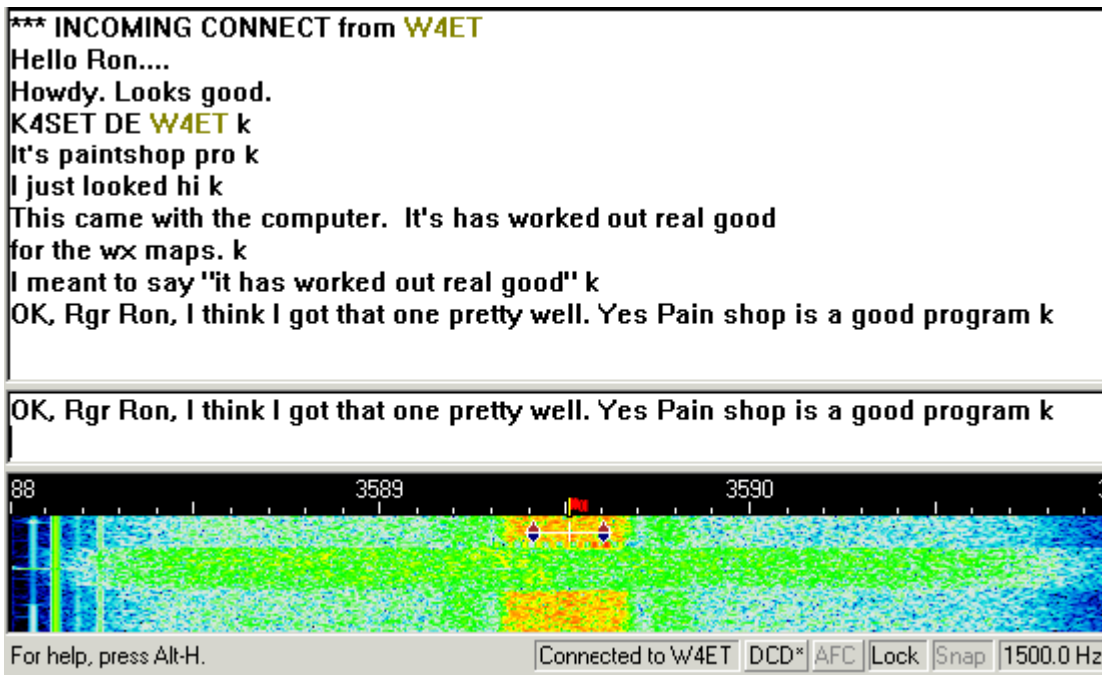 *** INCOMING CONNECT from W4ET
Hello Ron....
Howdy. Looks good.
K4SET DE W4ET k
It's paintshop pro k
I just looked hi k
This came with the computer.  It's has worked out real good
for the wx maps. k
I meant to say "it has worked out real good" k
OK, Rgr Ron, I think I got that one pretty well. Yes Pain shop is a good program k
OK, Rgr Ron, I think I got that one pretty well. Yes Pain shop is a good program k
88 3589 3590
For help, press Alt-H. Connected to W4ET DCD* AFC Lock Snap 1500.0 Hz